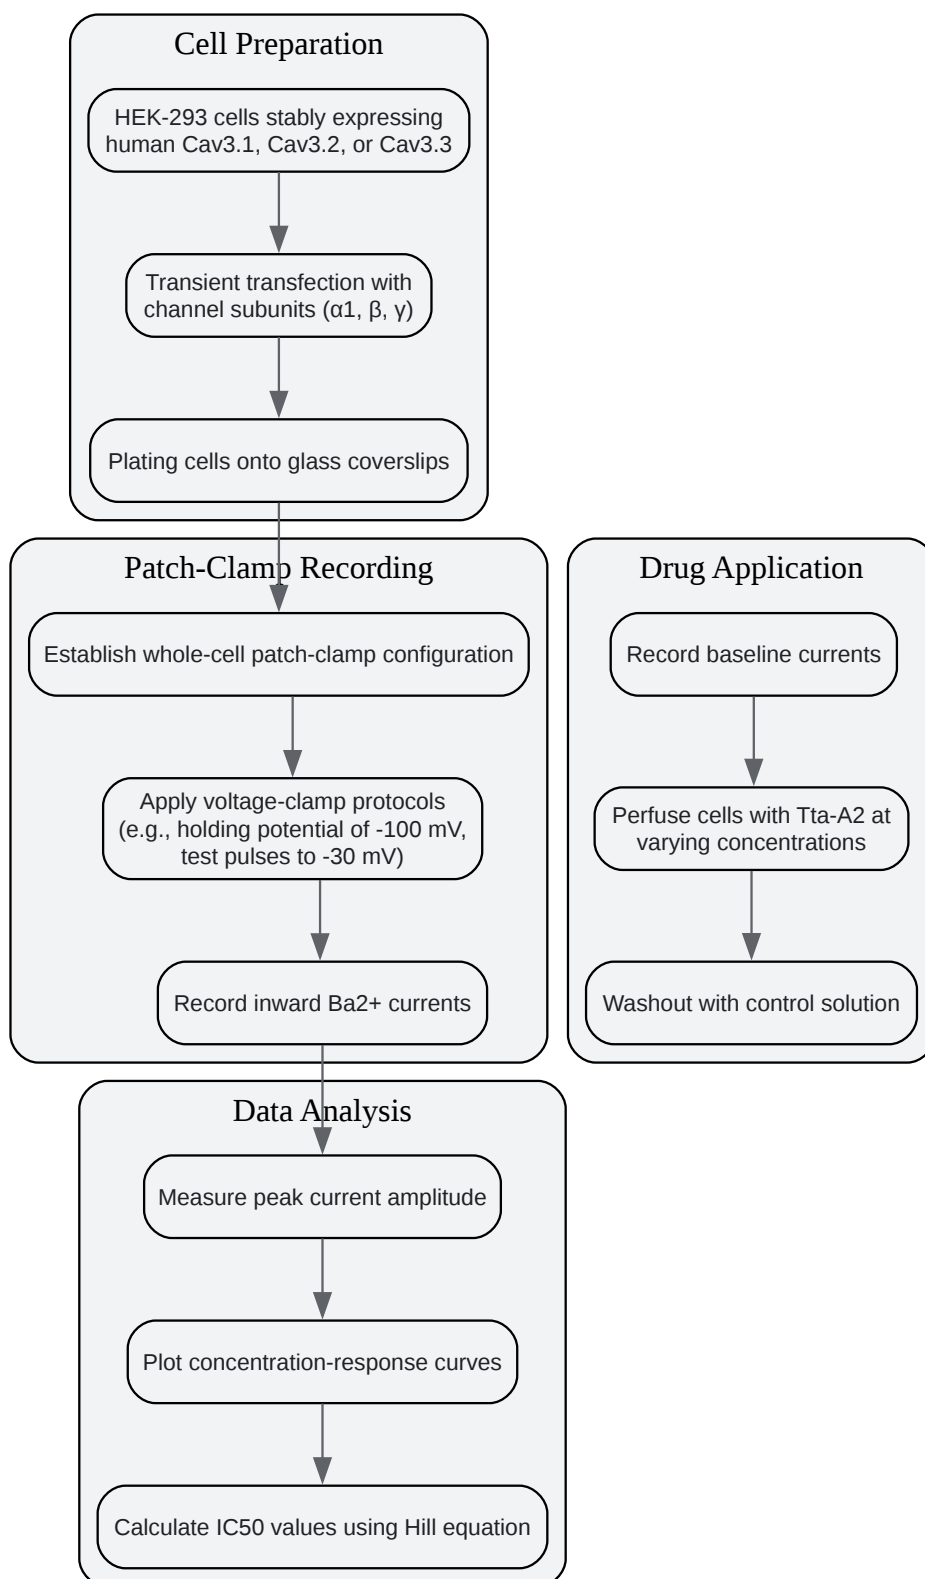 Cell Preparation
HEK-293 cells stably expressing
human Cav3.1, Cav3.2, or Cav3.3
Transient transfection with
channel subunits (α1, β, γ)
Plating cells onto glass coverslips
Patch-Clamp Recording
Establish whole-cell patch-clamp configuration
Apply voltage-clamp protocols
(e.g., holding potential of -100 mV,
test pulses to -30 mV)
Record inward Ba2+ currents
Drug Application
Record baseline currents
Perfuse cells with Tta-A2 at
varying concentrations
Washout with control solution
Data Analysis
Measure peak current amplitude
Plot concentration-response curves
Calculate IC50 values using Hill equation